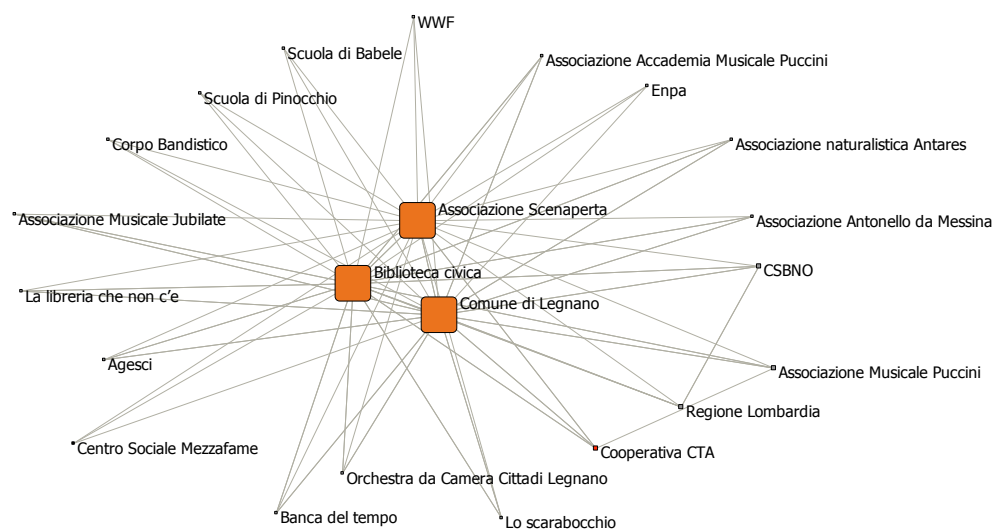 WWF
Scuola di Babele
Associazione Accademia Musicale Puccini
Enpa
Scuola di Pinocchio
Corpo Bandistico
Associazione naturalistica Antares
Associazione Scenaperta
Associazione Musicale Jubilate
Associazione Antonello da Messina
Biblioteca civica
CSBNO
La libreria che non c'e
Comune di Legnano
Agesci
Associazione Musicale Puccini
Regione Lombardia
Centro Sociale Mezzafame
Cooperativa CTA
Orchestra da Camera Cittadi Legnano
Banca del tempo
Lo scarabocchio